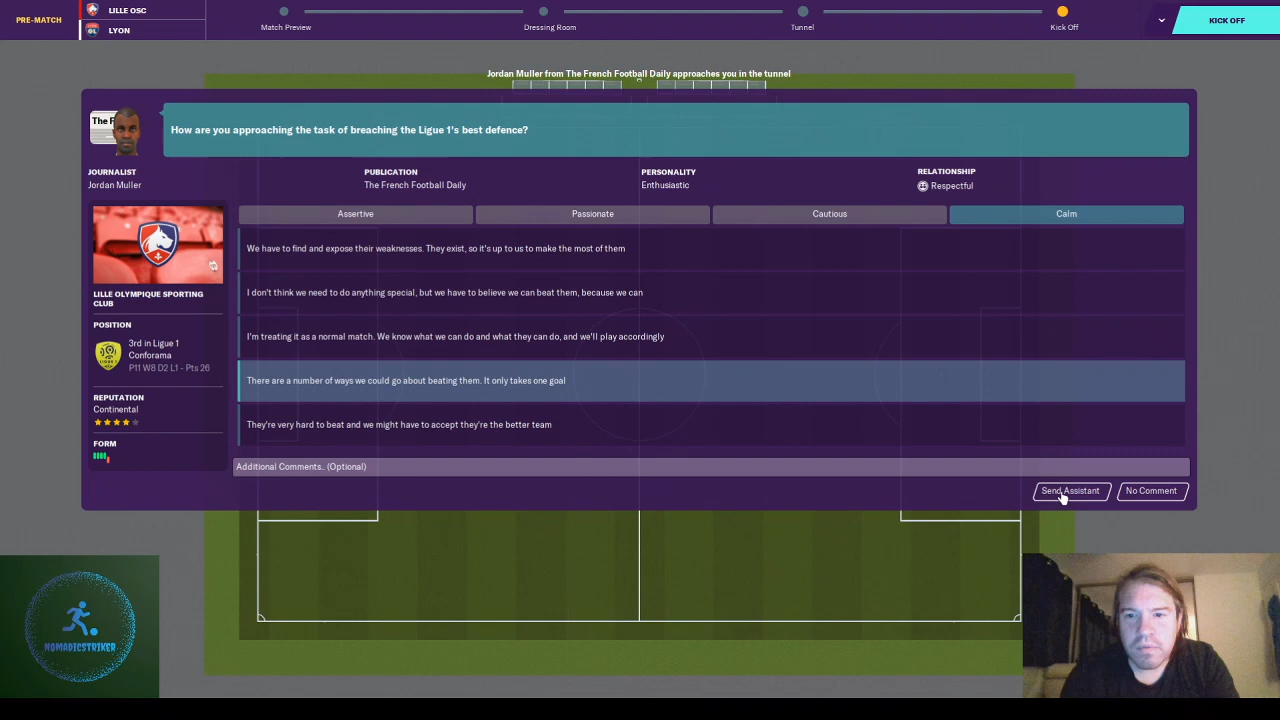 PRE-MATCH
LILLE OSC
LYON
Match Preview
Dressing Room
Tunnel
Kick Off
KICK OFF
Jordan Muller from The French Football Daily approaches you in the tunnel
The F
How are you approaching the task of breaching the Ligue 1's best defence?
JOURNALIST
Jordan Muller
PUBLICATION
The French Football Daily
PERSONALITY
Enthusiastic
RELATIONSHIP
Respectful
Assertive
Passionate
Cautious
Calm
We have to find and expose their weaknesses. They exist, so it's up to us to make the most of them
I don't think we need to do anything special, but we have to believe we can beat them, because we can
I'm treating it as a normal match. We know what we can do and what they can do, and we'll play accordingly
There are a number of ways we could go about beating them. It only takes one goal
They're very hard to beat and we might have to accept they're the better team
LILLE OLYMPIQUE SPORTING
CLUB
POSITION
3rd in Ligue 1
Conforama
P11 W8 D2 L1 - Pts 26
REPUTATION
Continental
FORM
Additional Comments.. (Optional)
Send Assistant
No Comment
NOMADICSTRIKER